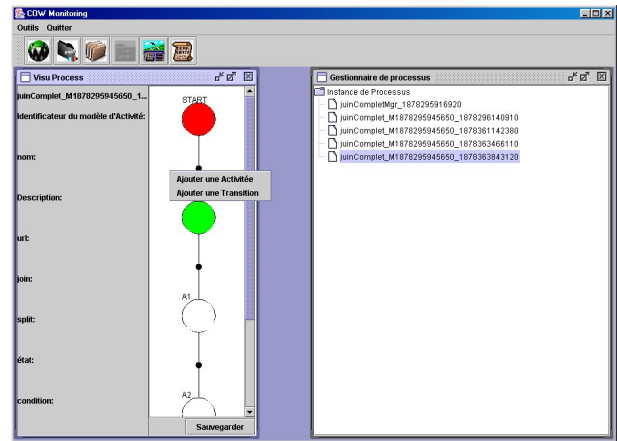 COW Monitoring
Outils Quitter
Visu Process
juinComplet_M1878295945650_1...
Identificateur du modèle d'Activité:
nom:
Description:
url:
join:
split:
état:
condition:
START
Ajouter une Activitée
Ajouter une Transition
A1
A2
Sauvegarder
Gestionnaire de processus
Instance de Processus
juinCompletMgr_1878295916920
juinComplet_M1878295945650_1878296140910
juinComplet_M1878295945650_1878361142380
juinComplet_M1878295945650_1878363466110
juinComplet_M1878295945650_1878363843120